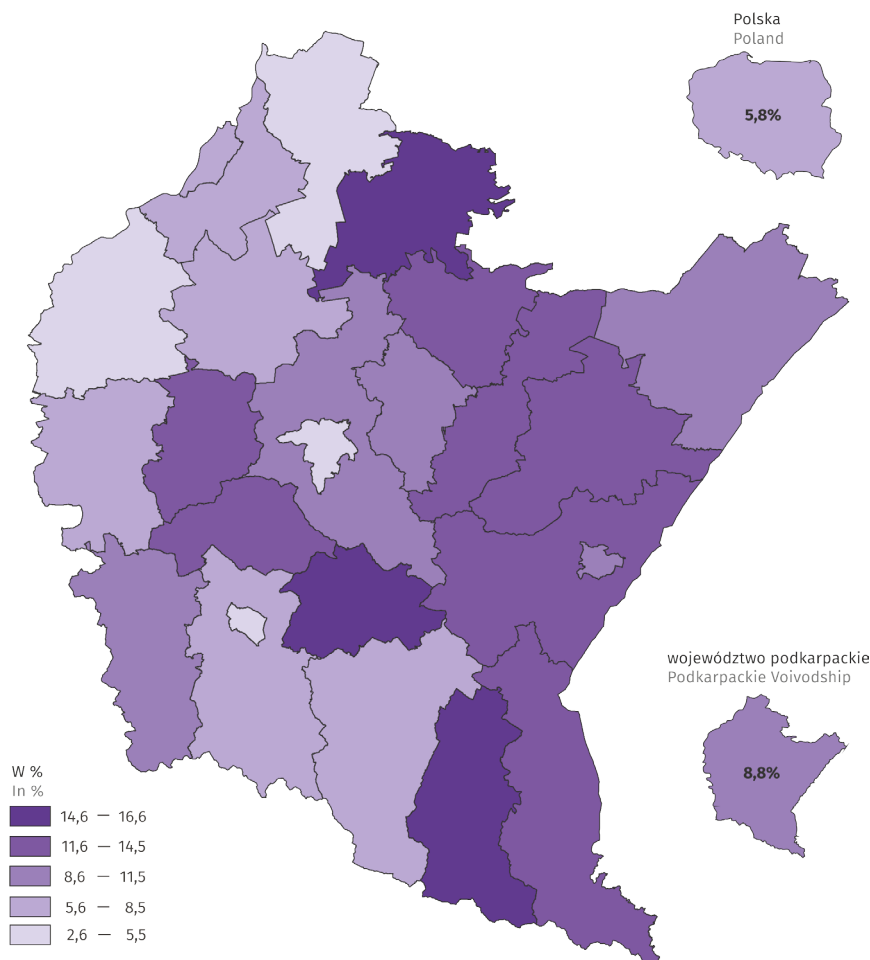 Polska
Poland
5,8%
województwo podkarpackie
Podkarpackie Voivodship
8,8%
W %
In %
14,6 — 16,6
11,6 — 14,5
8,6 — 11,5
5,6 — 8,5
2,6 — 5,5